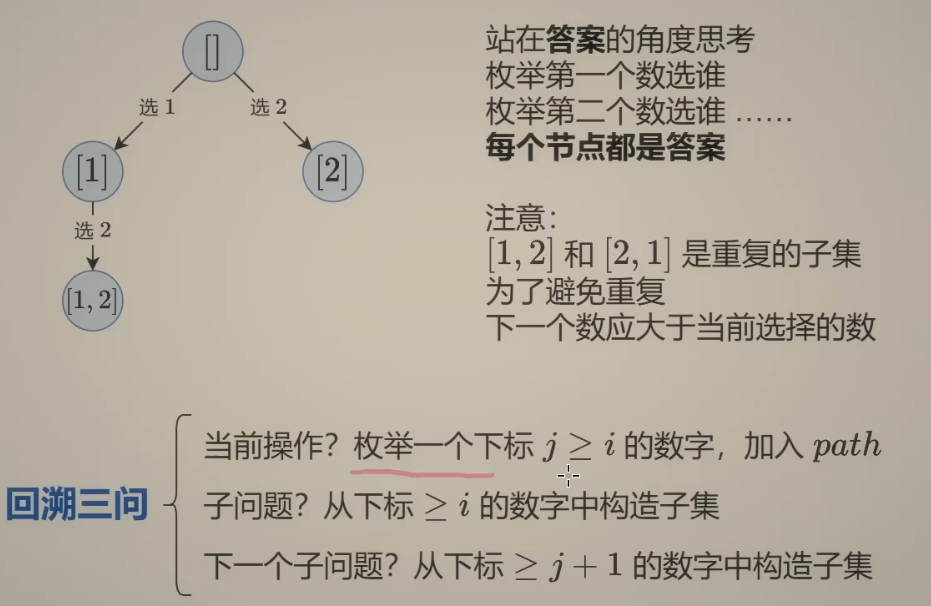 []
选 1
选 2
[1]
[2]
选 2
[1, 2]
站在答案的角度思考
枚举第一个数选谁
枚举第二个数选谁 ……
每个节点都是答案
注意：
[1, 2] 和 [2, 1] 是重复的子集
为了避免重复
下一个数应大于当前选择的数
回溯三问
当前操作？枚举一个下标 j ≥ i 的数字，加入 path
子问题？从下标 ≥ i 的数字中构造子集
下一个子问题？从下标 ≥ j + 1 的数字中构造子集